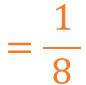 = 1/8